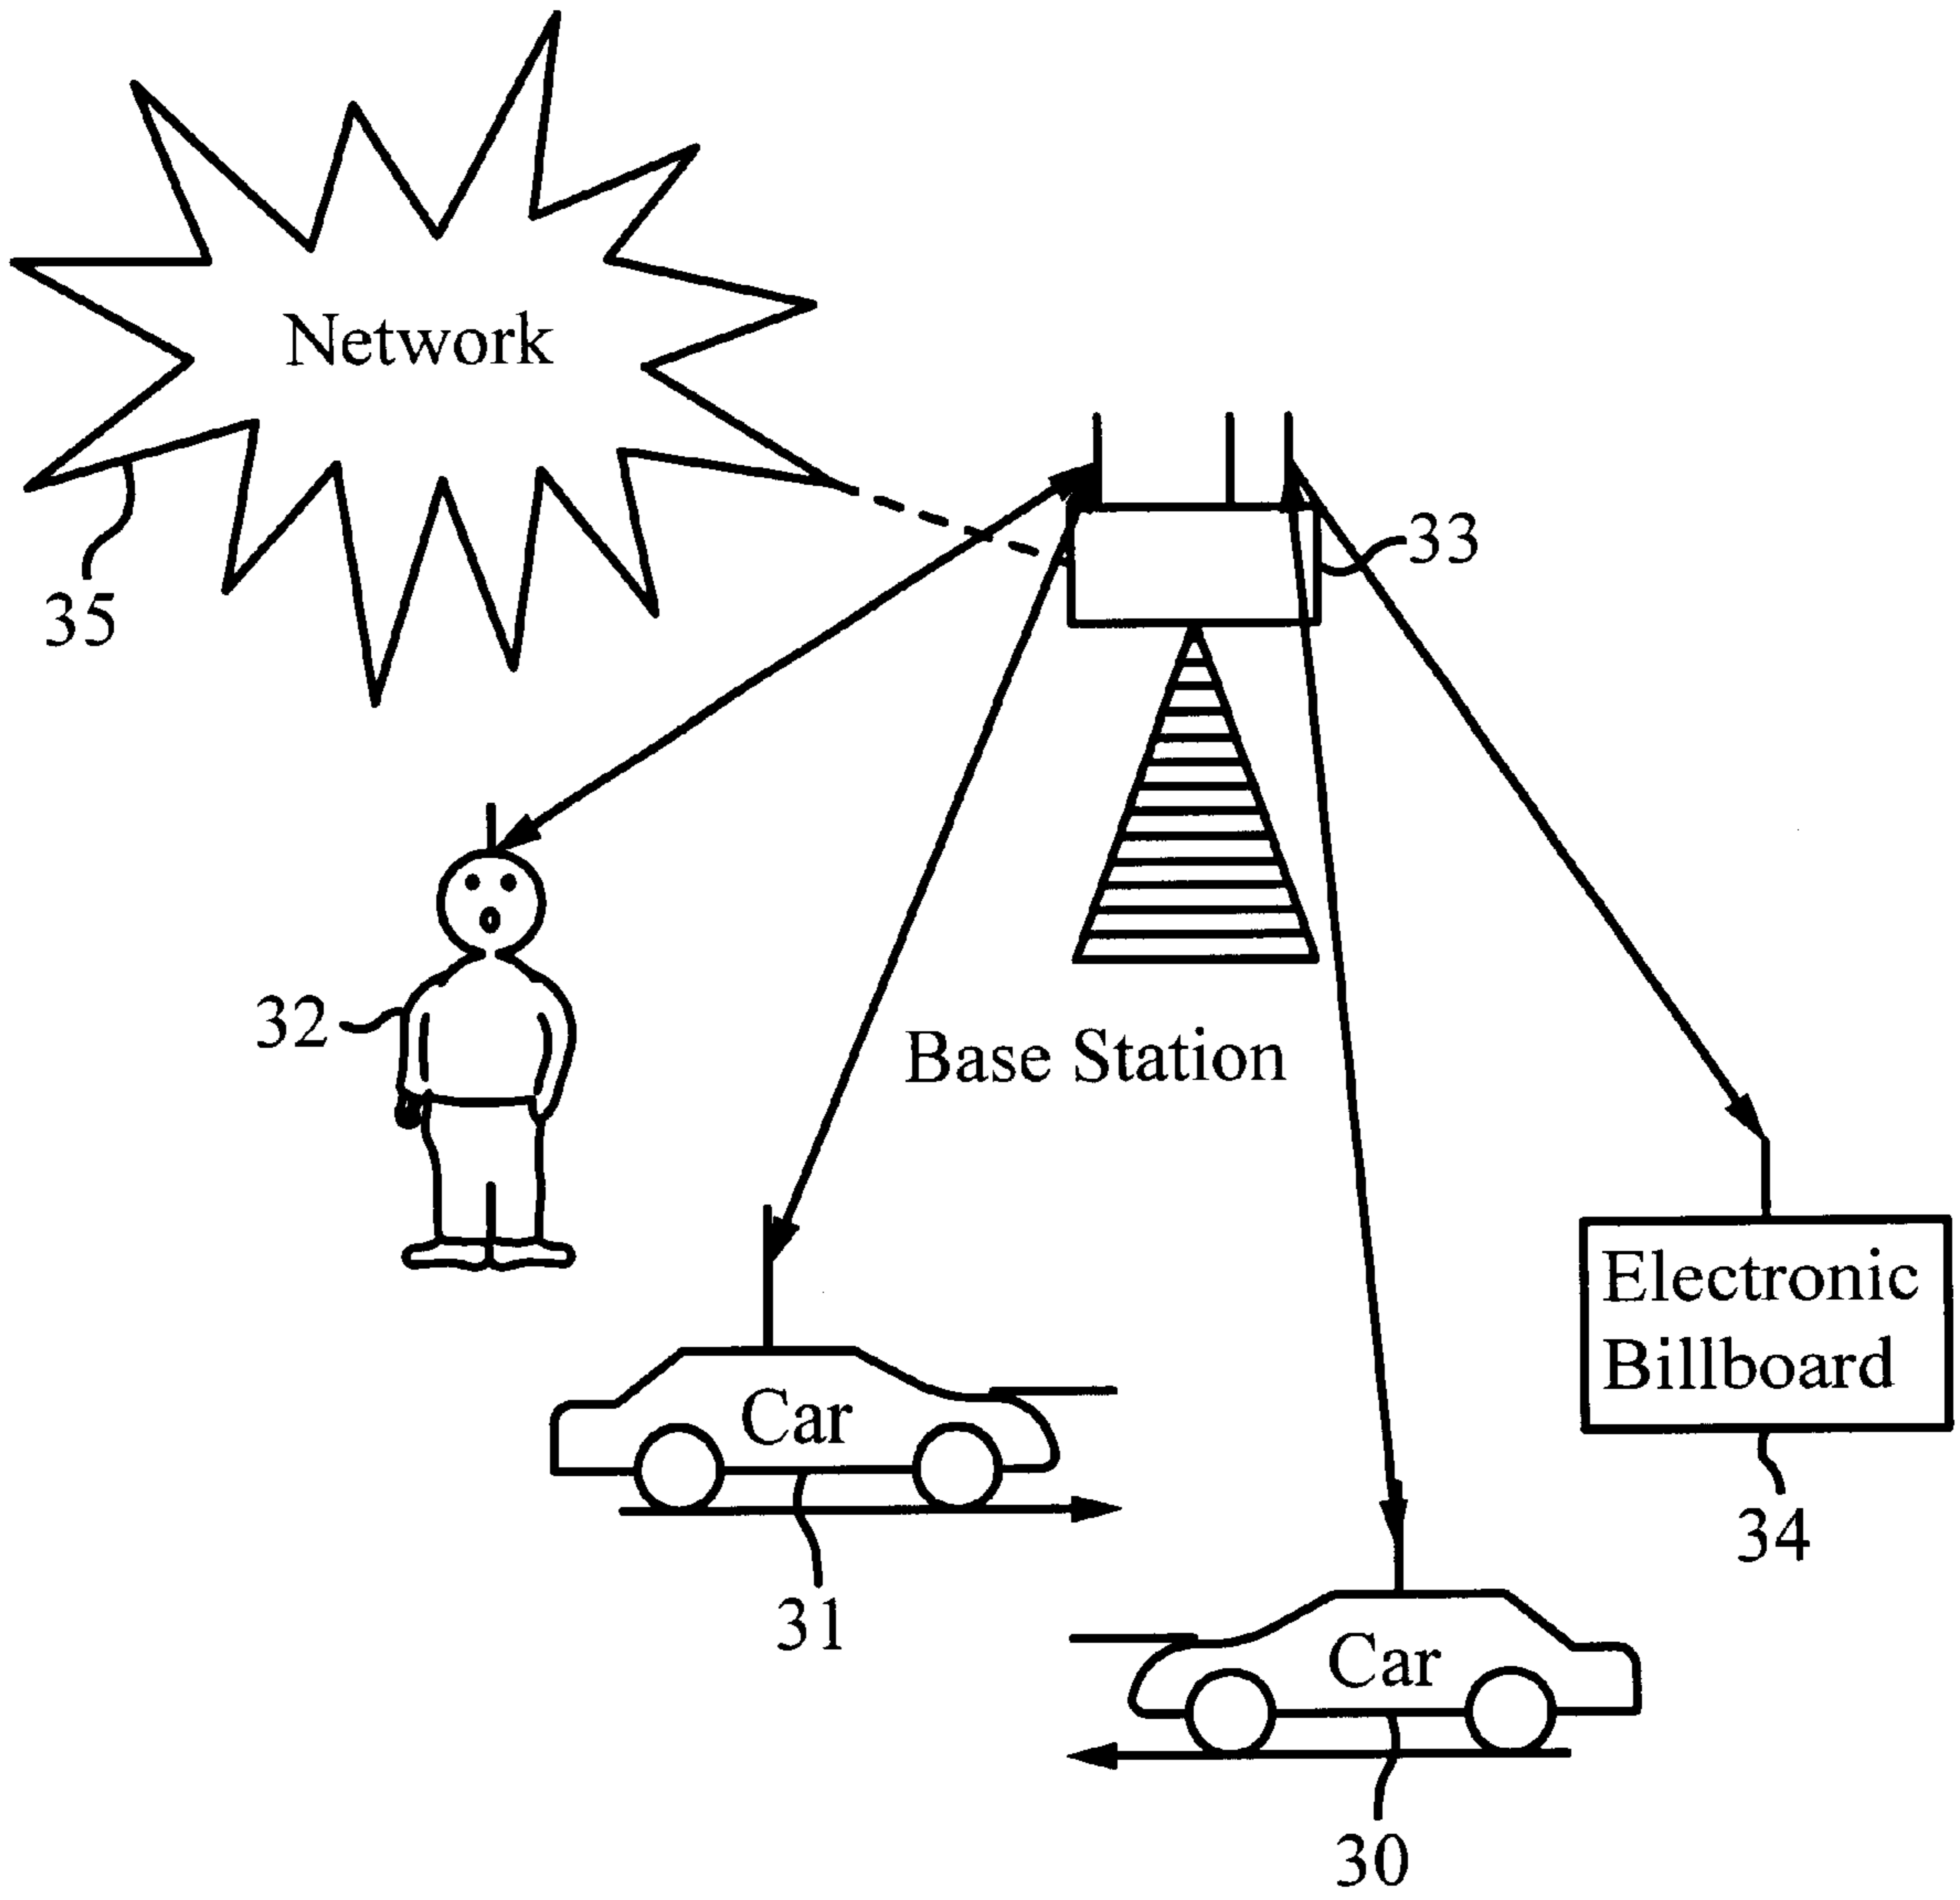 Network
33
35
32
Base Station
Electronic
Billboard
Car
34
31
Car
30